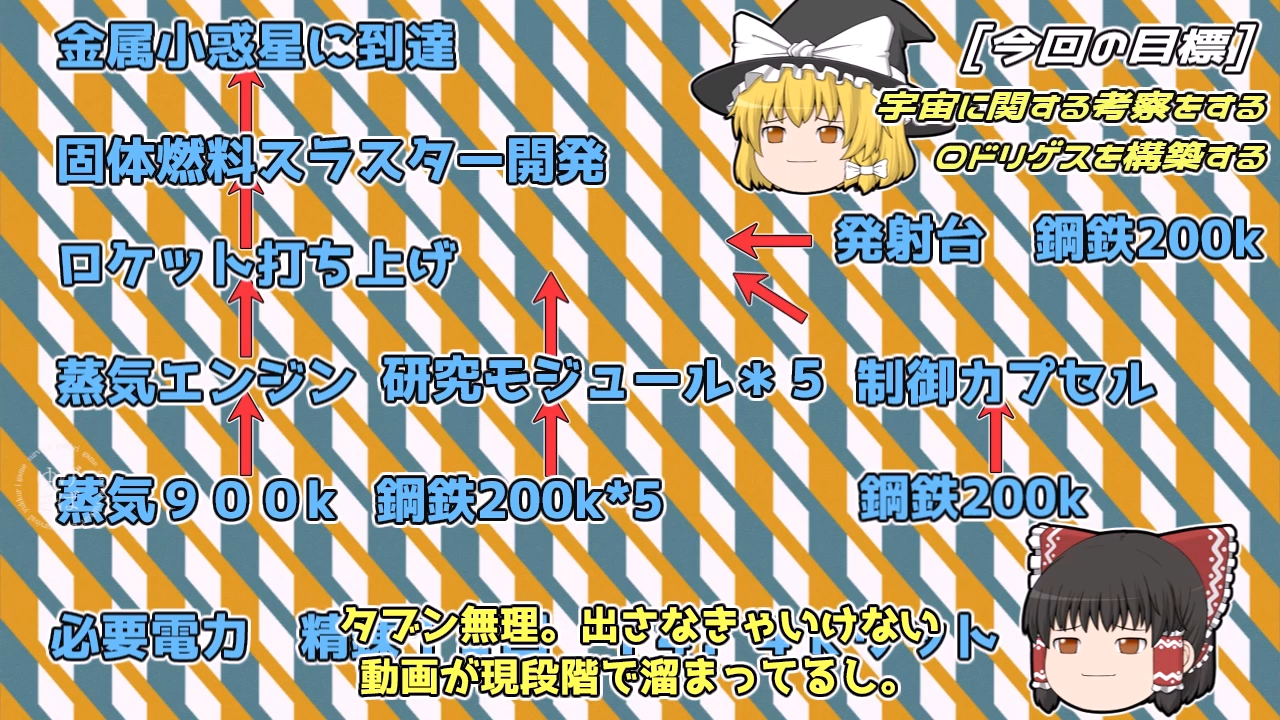 金属小惑星に到達
[今回の目標]
宇宙に関する考察をする
〇ドリゲスを構築する
固体燃料スラスター開発
発射台　鋼鉄200k
ロケット打ち上げ
蒸気エンジン　研究モジュール＊５　制御カプセル
蒸気９００k　鋼鉄200k*5　鋼鉄200k
必要電力
タブン無理。出さなきゃいけない
動画が現段階で溜まってるし。